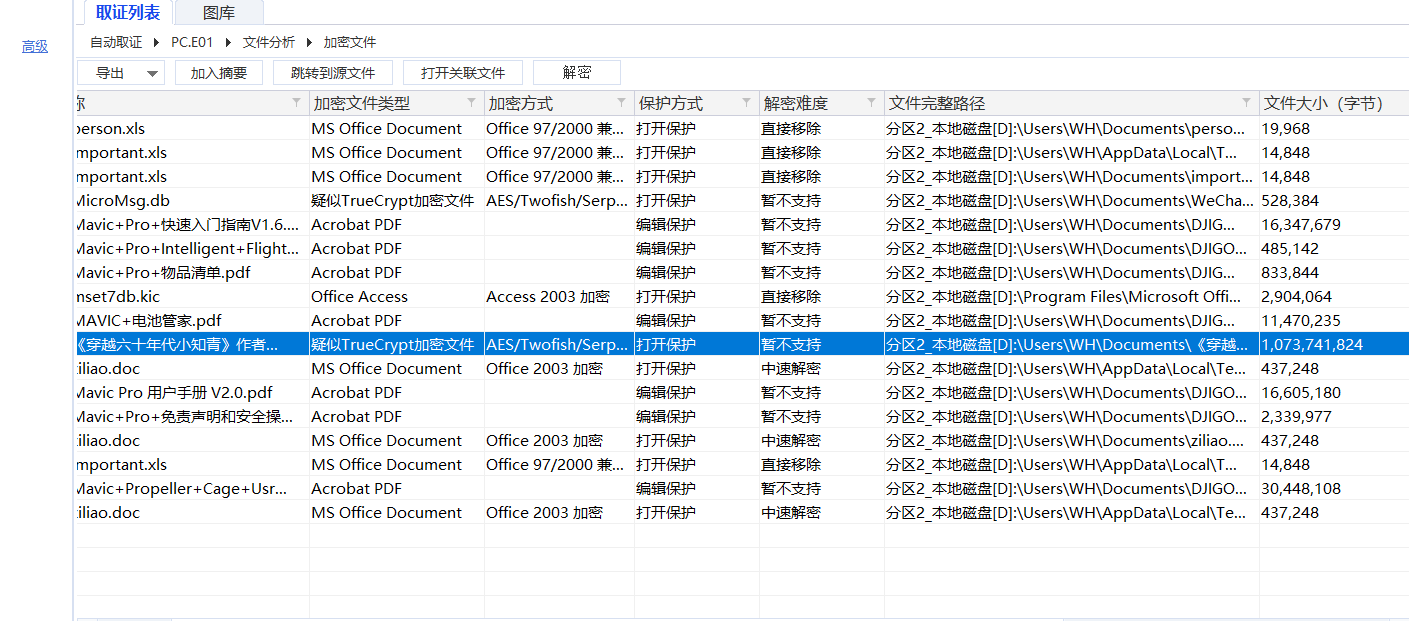 取证列表 图库
高级
自动取证 PC.E01 文件分析 加密文件
导出 加入摘要 跳转到源文件 打开关联文件 解密
称 加密文件类型 加密方式 保护方式 解密难度 文件完整路径 文件大小（字节）
person.xls MS Office Document Office 97/2000 兼... 打开保护 直接移除 分区2_本地磁盘[D]:\Users\WH\Documents\perso... 19,968
mportant.xls MS Office Document Office 97/2000 兼... 打开保护 直接移除 分区2_本地磁盘[D]:\Users\WH\AppData\Local\T... 14,848
mportant.xls MS Office Document Office 97/2000 兼... 打开保护 直接移除 分区2_本地磁盘[D]:\Users\WH\Documents\import... 14,848
MicroMsg.db 疑似TrueCrypt加密文件 AES/Twofish/Serp... 打开保护 暂不支持 分区2_本地磁盘[D]:\Users\WH\Documents\WeCha... 528,384
Mavic+Pro+快速入门指南V1.6.... Acrobat PDF 编辑保护 暂不支持 分区2_本地磁盘[D]:\Users\WH\Documents\DJIG... 16,347,679
Mavic+Pro+Intelligent+Flight... Acrobat PDF 编辑保护 暂不支持 分区2_本地磁盘[D]:\Users\WH\Documents\DJIGO... 485,142
Mavic+Pro+物品清单.pdf Acrobat PDF 编辑保护 暂不支持 分区2_本地磁盘[D]:\Users\WH\Documents\DJIG... 833,844
nset7db.kic Office Access Access 2003 加密 打开保护 直接移除 分区2_本地磁盘[D]:\Program Files\Microsoft Offi... 2,904,064
MAVIC+电池管家.pdf Acrobat PDF 编辑保护 暂不支持 分区2_本地磁盘[D]:\Users\WH\Documents\DJIG... 11,470,235
《穿越六十年代小知青》作者... 疑似TrueCrypt加密文件 AES/Twofish/Serp... 打开保护 暂不支持 分区2_本地磁盘[D]:\Users\WH\Documents\《穿越... 1,073,741,824
ziliao.doc MS Office Document Office 2003 加密 打开保护 中速解密 分区2_本地磁盘[D]:\Users\WH\AppData\Local\Te... 437,248
Mavic Pro 用户手册 V2.0.pdf Acrobat PDF 编辑保护 暂不支持 分区2_本地磁盘[D]:\Users\WH\Documents\DJIGO... 16,605,180
Mavic+Pro+免责声明和安全操... Acrobat PDF 编辑保护 暂不支持 分区2_本地磁盘[D]:\Users\WH\Documents\DJIGO... 2,339,977
ziliao.doc MS Office Document Office 2003 加密 打开保护 中速解密 分区2_本地磁盘[D]:\Users\WH\Documents\ziliao.... 437,248
mportant.xls MS Office Document Office 97/2000 兼... 打开保护 直接移除 分区2_本地磁盘[D]:\Users\WH\AppData\Local\T... 14,848
Mavic+Propeller+Cage+Usr... Acrobat PDF 编辑保护 暂不支持 分区2_本地磁盘[D]:\Users\WH\Documents\DJIGO... 30,448,108
ziliao.doc MS Office Document Office 2003 加密 打开保护 中速解密 分区2_本地磁盘[D]:\Users\WH\AppData\Local\Te... 437,248